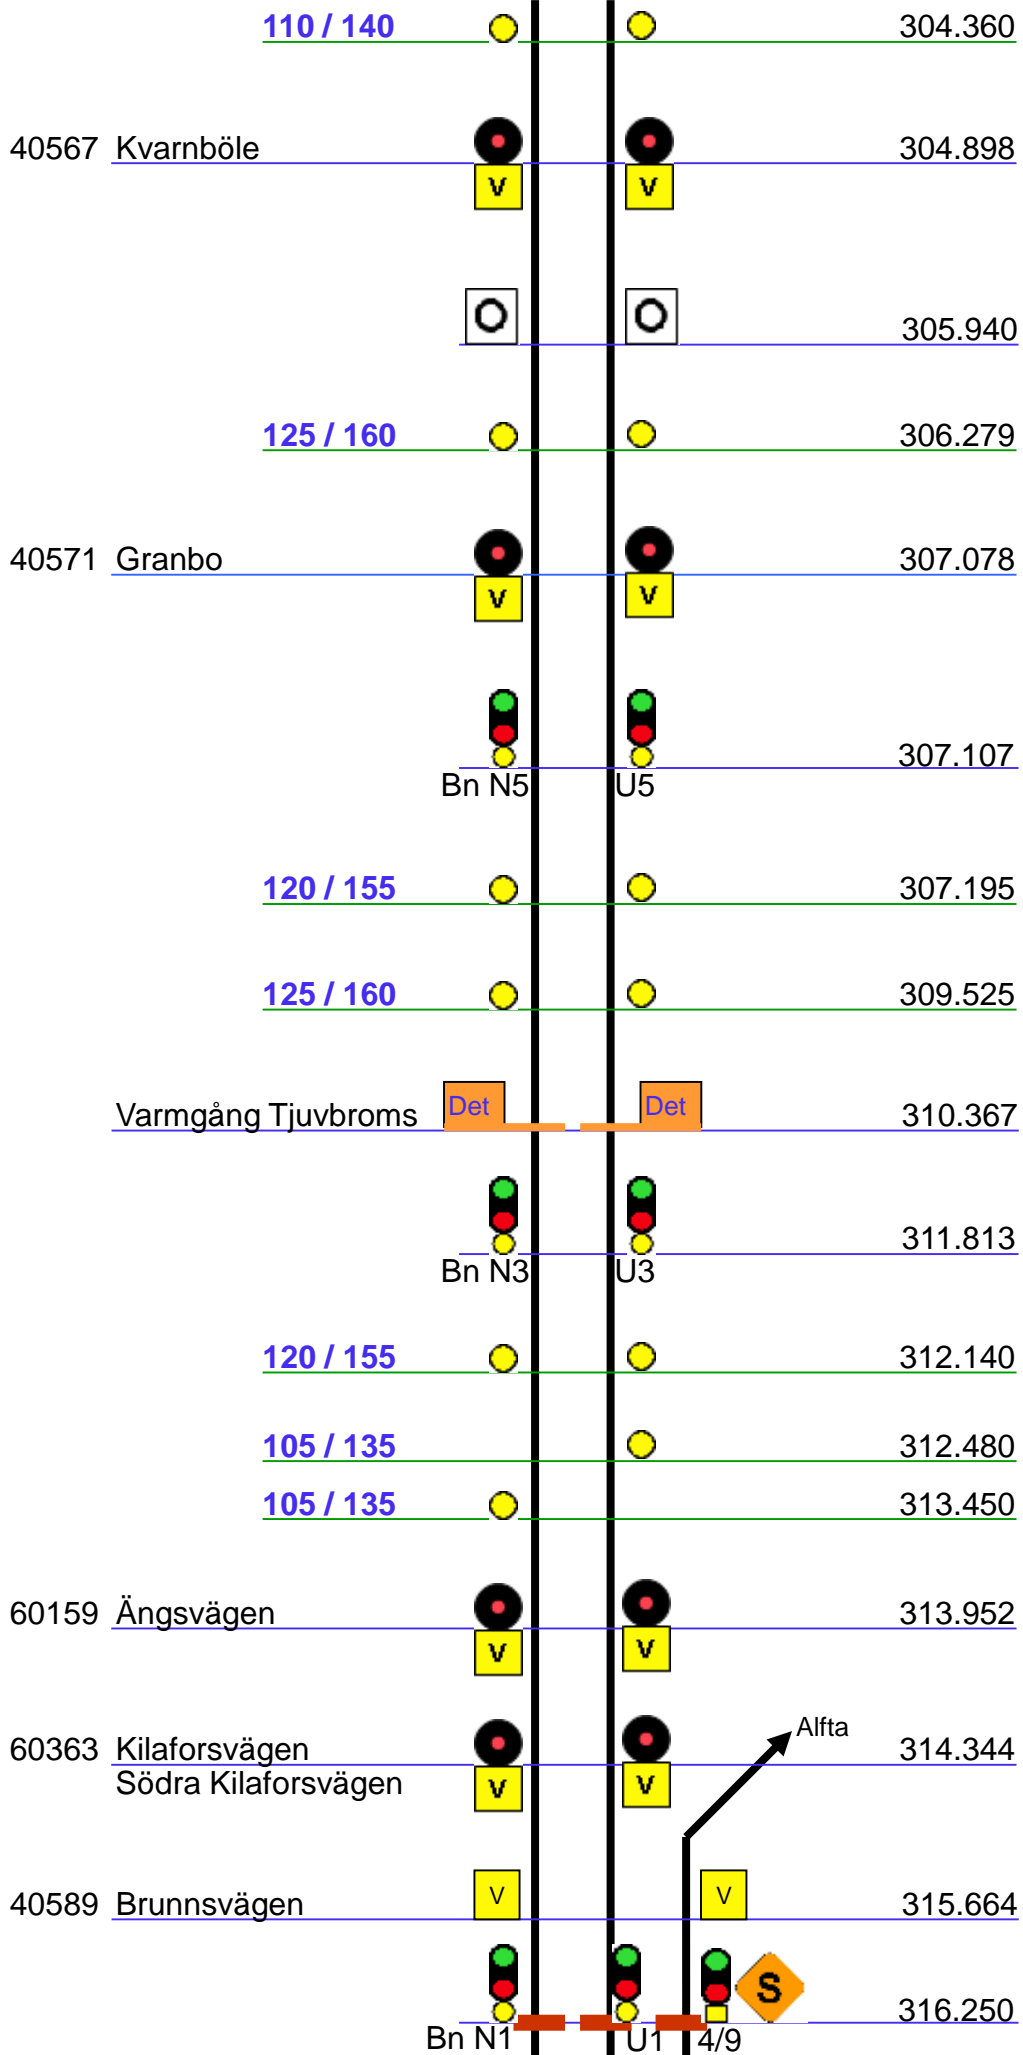 110 / 140 304.360
40567 Kvarnböle 304.898
V V
O O
305.940
125 / 160 306.279
40571 Granbo 307.078
V V
307.107
Bn N5 U5
120 / 155 307.195
125 / 160 309.525
Varmgång Tjuvbroms Det Det 310.367
311.813
Bn N3 U3
120 / 155 312.140
105 / 135 312.480
105 / 135 313.450
60159 Ängsvägen 313.952
V V
Alfta
60363 Kilaforsvägen 314.344
Södra Kilaforsvägen V V
40589 Brunnsvägen V V 315.664
S
316.250
Bn N1 U1 4/9